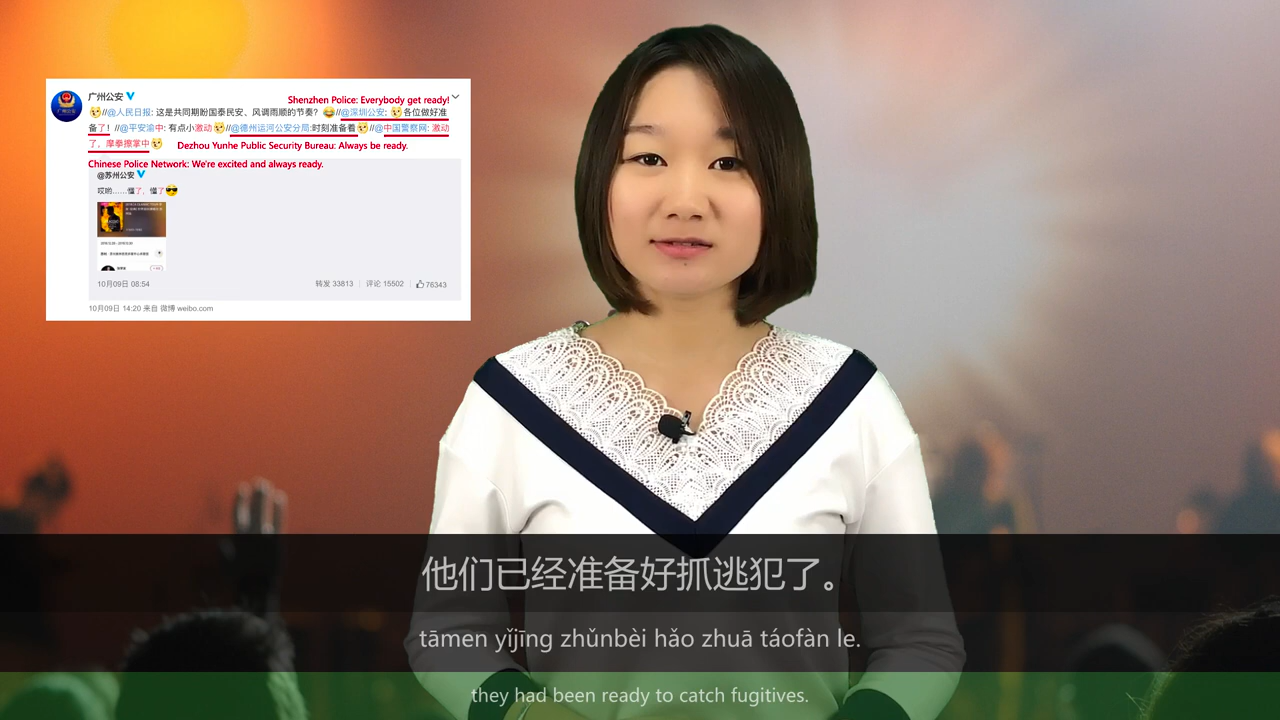 广州公安
Shenzhen Police: Everybody get ready!
//@人民日报: 这是共同期盼国泰民安、风调雨顺的节奏? //@深圳公安: 各位做好准
备了! //@平安渝中: 有点小激动 //@德州运河公安分局:时刻准备着 //@中国警察网: 激动
了，摩拳擦掌中
Dezhou Yunhe Public Security Bureau: Always be ready.
Chinese Police Network: We're excited and always ready.
@苏州公安
哎哟……懂了，懂了
10月09日 08:54
转发 33813
评论 15502
76343
10月09日 14:20 来自 微博 weibo.com
他们已经准备好抓逃犯了。
tāmen yǐjīng zhǔnbèi hǎo zhuā táofàn le.
they had been ready to catch fugitives.